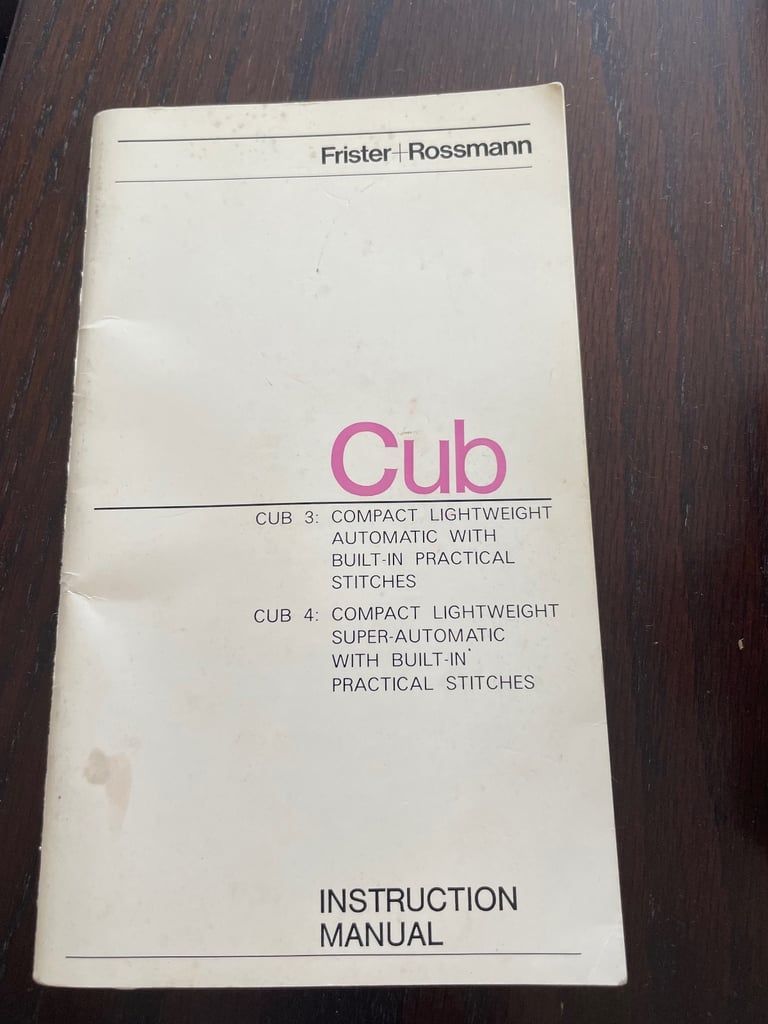 Frister+Rossmann
Cub
CUB 3: COMPACT LIGHTWEIGHT
AUTOMATIC WITH
BUILT-IN PRACTICAL
STITCHES
CUB 4: COMPACT LIGHTWEIGHT
SUPER-AUTOMATIC
WITH BUILT-IN
PRACTICAL STITCHES
INSTRUCTION
MANUAL